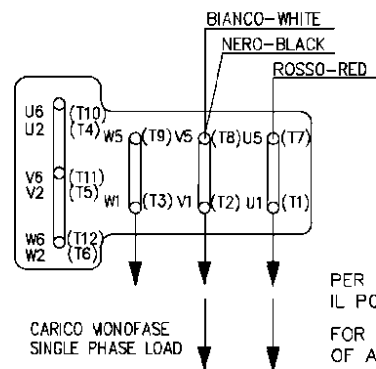 BIANCO-WHITE
NERO-BLACK
ROSSO-RED
U6 (T10)
U2 (T4)
W5 (T9) V5 (T8) U5 (T7)
V6 (T11)
V2 (T5)
W1 (T3) V1 (T2) U1 (T1)
W6 (T12)
W2 (T6)
PER
IL PO
CARICO MONOFASE
SINGLE PHASE LOAD
FOR
OF A